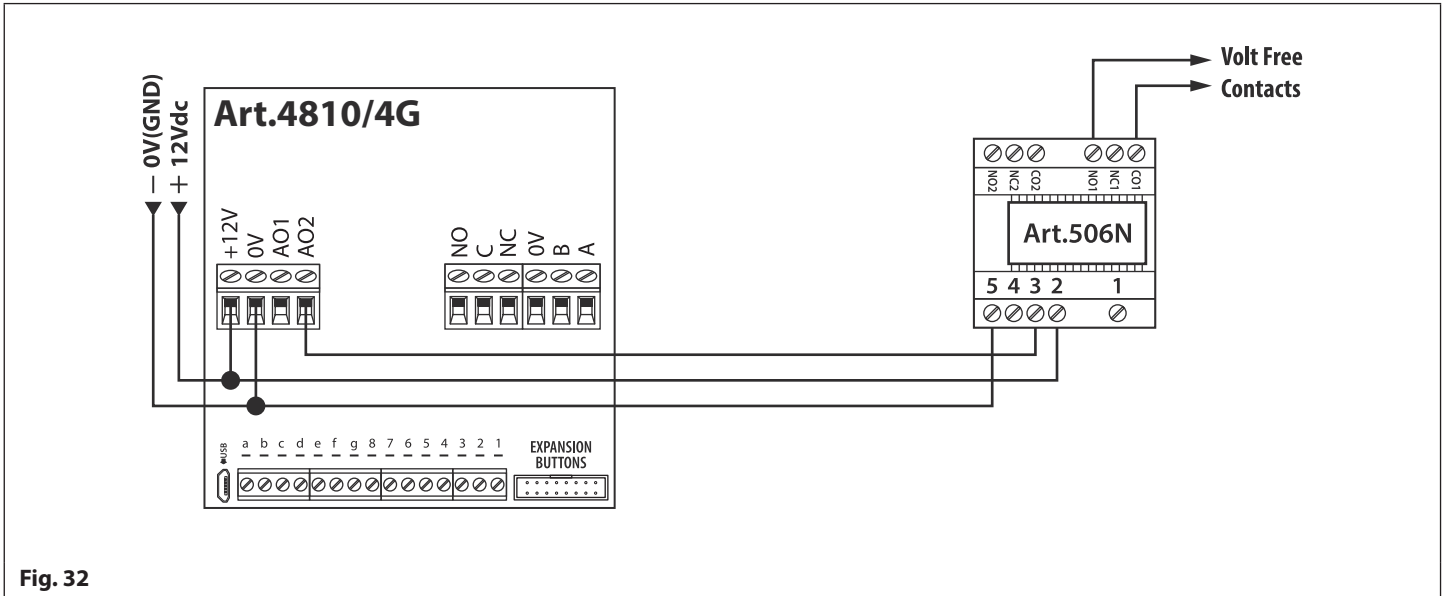 Volt Free
Contacts
— 0V(GND)
+ 12Vdc
Art.4810/4G
+12V
0V
AO1
AO2
NO
C
NC
0V
B
A
NO2
NC2
CO2
NO1
NC1
CO1
Art.506N
5 4 3 2 1
USB
a b c d e f g 8 7 6 5 4 3 2 1
EXPANSION
BUTTONS
Fig. 32